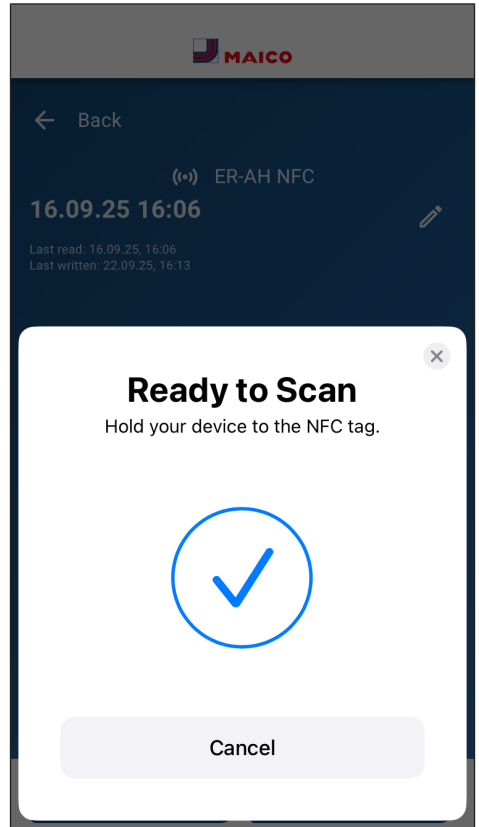 MAICO
Back
ER-AH NFC
16.09.25 16:06
Last read: 16.09.25, 16:06
Last written: 22.09.25, 16:13
Ready to Scan
Hold your device to the NFC tag.
Cancel